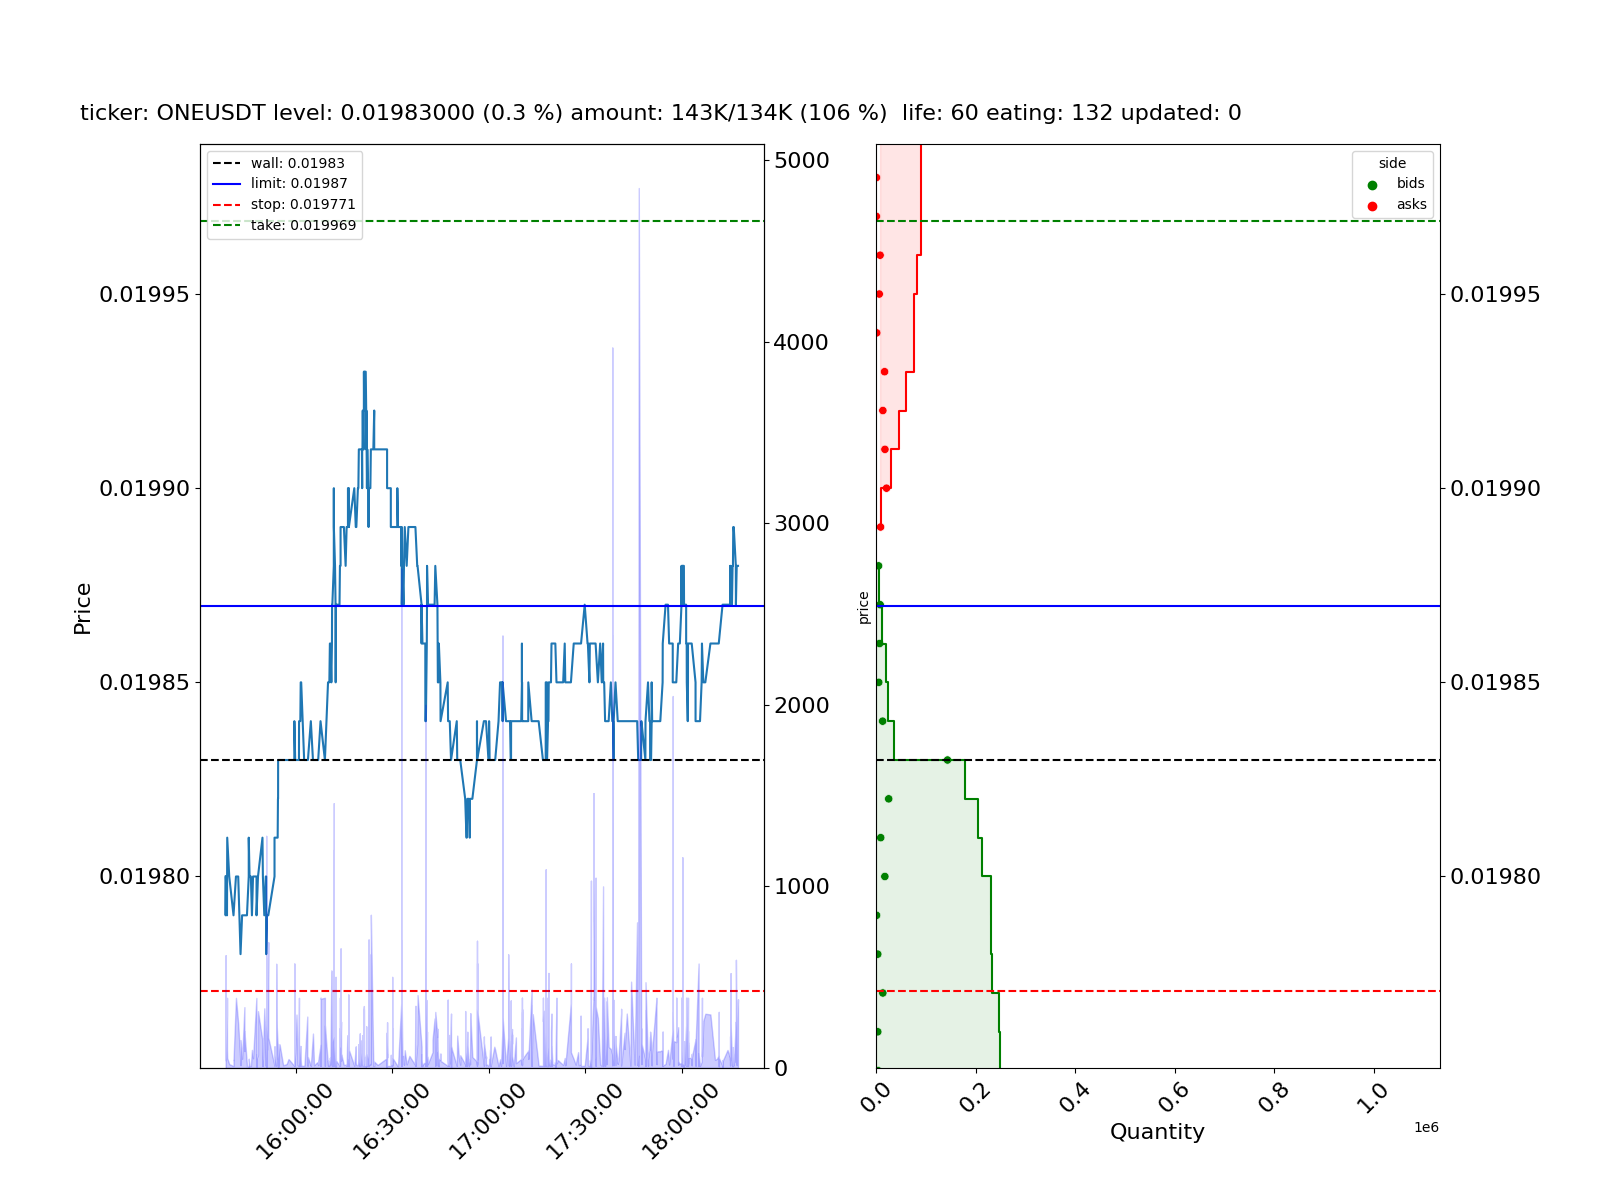 ticker: ONEUSDT level: 0.01983000 (0.3 %) amount: 143K/134K (106 %)  life: 60 eating: 132 updated: 0
wall: 0.01983
limit: 0.01987
stop: 0.019771
take: 0.019969
Price
0.01995
0.01990
0.01985
0.01980
5000
4000
3000
2000
1000
0
16:00:00
16:30:00
17:00:00
17:30:00
18:00:00
side
bids
asks
price
0.01995
0.01990
0.01985
0.01980
0.0
0.2
0.4
0.6
0.8
1.0
1e6
Quantity